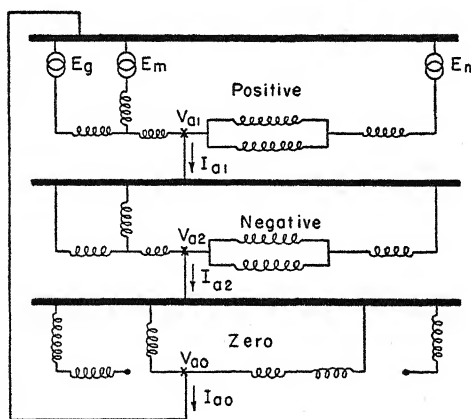 Eg Em En
Positive
Va1
Ia1
Negative
Va2
Ia2
Zero
Va0
Ia0